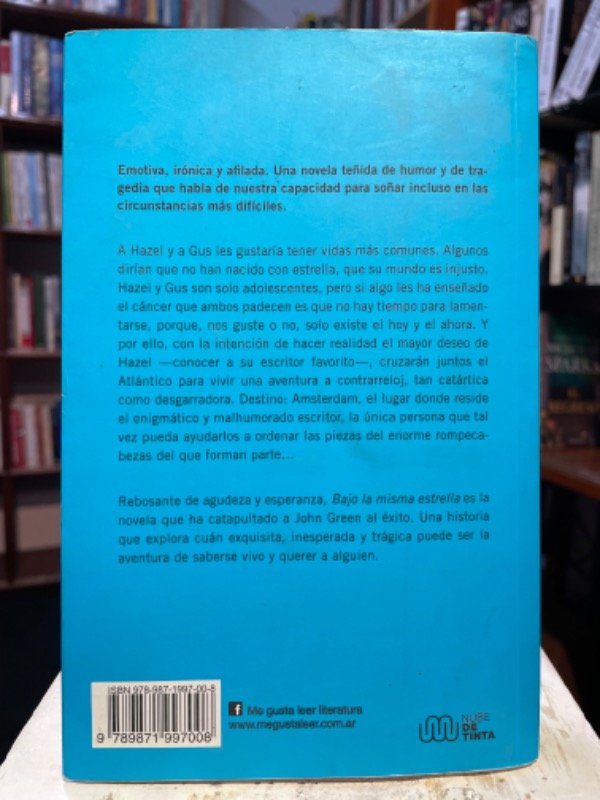 Emotiva, irónica y afilada. Una novela teñida de humor y de tra-
gedia que habla de nuestra capacidad para soñar incluso en las
circunstancias más difíciles.
A Hazel y a Gus les gustaría tener vidas más comunes. Algunos
dirían que no han nacido con estrella, que su mundo es injusto.
Hazel y Gus son solo adolescentes, pero si algo les ha enseñado
el cáncer que ambos padecen es que no hay tiempo para lamen-
tarse, porque, nos guste o no, solo existe el hoy y el ahora. Y
por ello, con la intención de hacer realidad el mayor deseo de
Hazel —conocer a su escritor favorito—, cruzarán juntos el
Atlántico para vivir una aventura a contrarreloj, tan catártica
como desgarradora. Destino: Amsterdam, el lugar donde reside
el enigmático y malhumorado escritor, la única persona que tal
vez pueda ayudarlos a ordenar las piezas del enorme rompeca-
bezas del que forman parte...
Rebosante de agudeza y esperanza, Bajo la misma estrella es la
novela que ha catapultado a John Green al éxito. Una historia
que explora cuán exquisita, inesperada y trágica puede ser la
aventura de saberse vivo y querer a alguien.
ISBN 978-987-1997-00-8
9 789871 997008
f Me gusta leer literatura
www.megustaleer.com.ar
NUBE
DE
TINTA